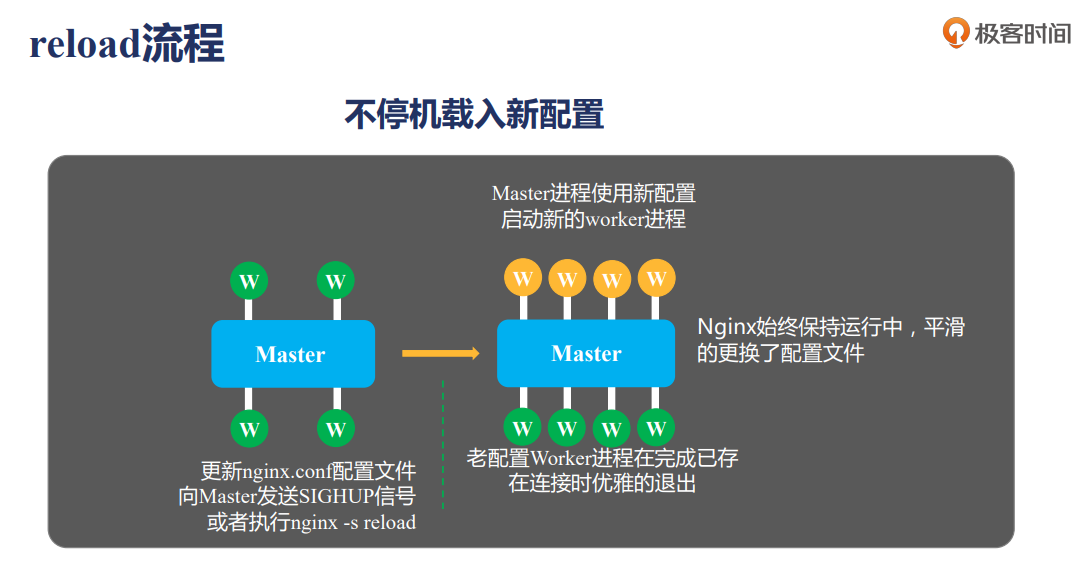 reload流程
极客时间
不停机载入新配置
Master进程使用新配置
启动新的worker进程
W W
W W W W
Master
Master
Nginx始终保持运行中，平滑
的更换了配置文件
W W
W W W W
更新nginx.conf配置文件
向Master发送SIGHUP信号
或者执行nginx -s reload
老配置Worker进程在完成已存
在连接时优雅的退出